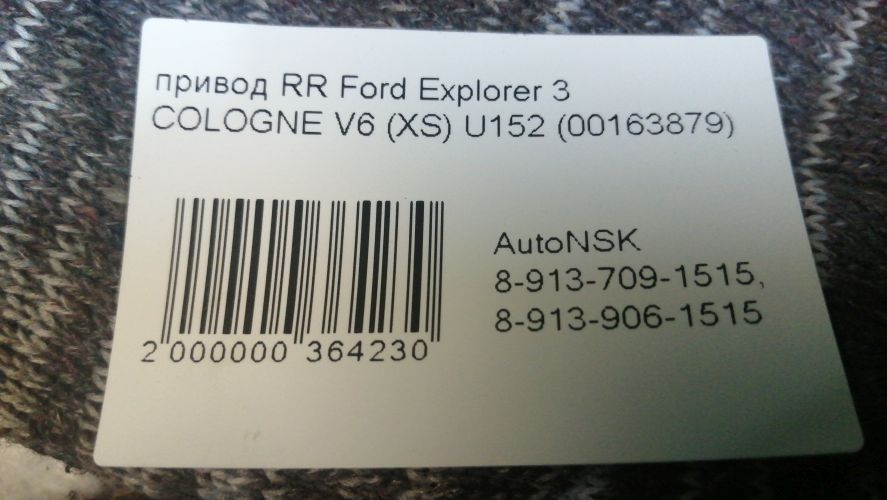 привод RR Ford Explorer 3
COLOGNE V6 (XS) U152 (00163879)
AutoNSK
8-913-709-1515,
8-913-906-1515
2 000000 364230